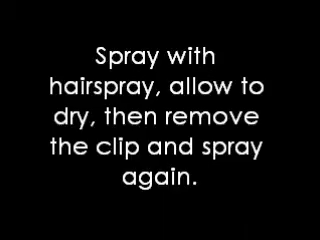 Spray with
hairspray, allow to
dry, then remove
the clip and spray
again.